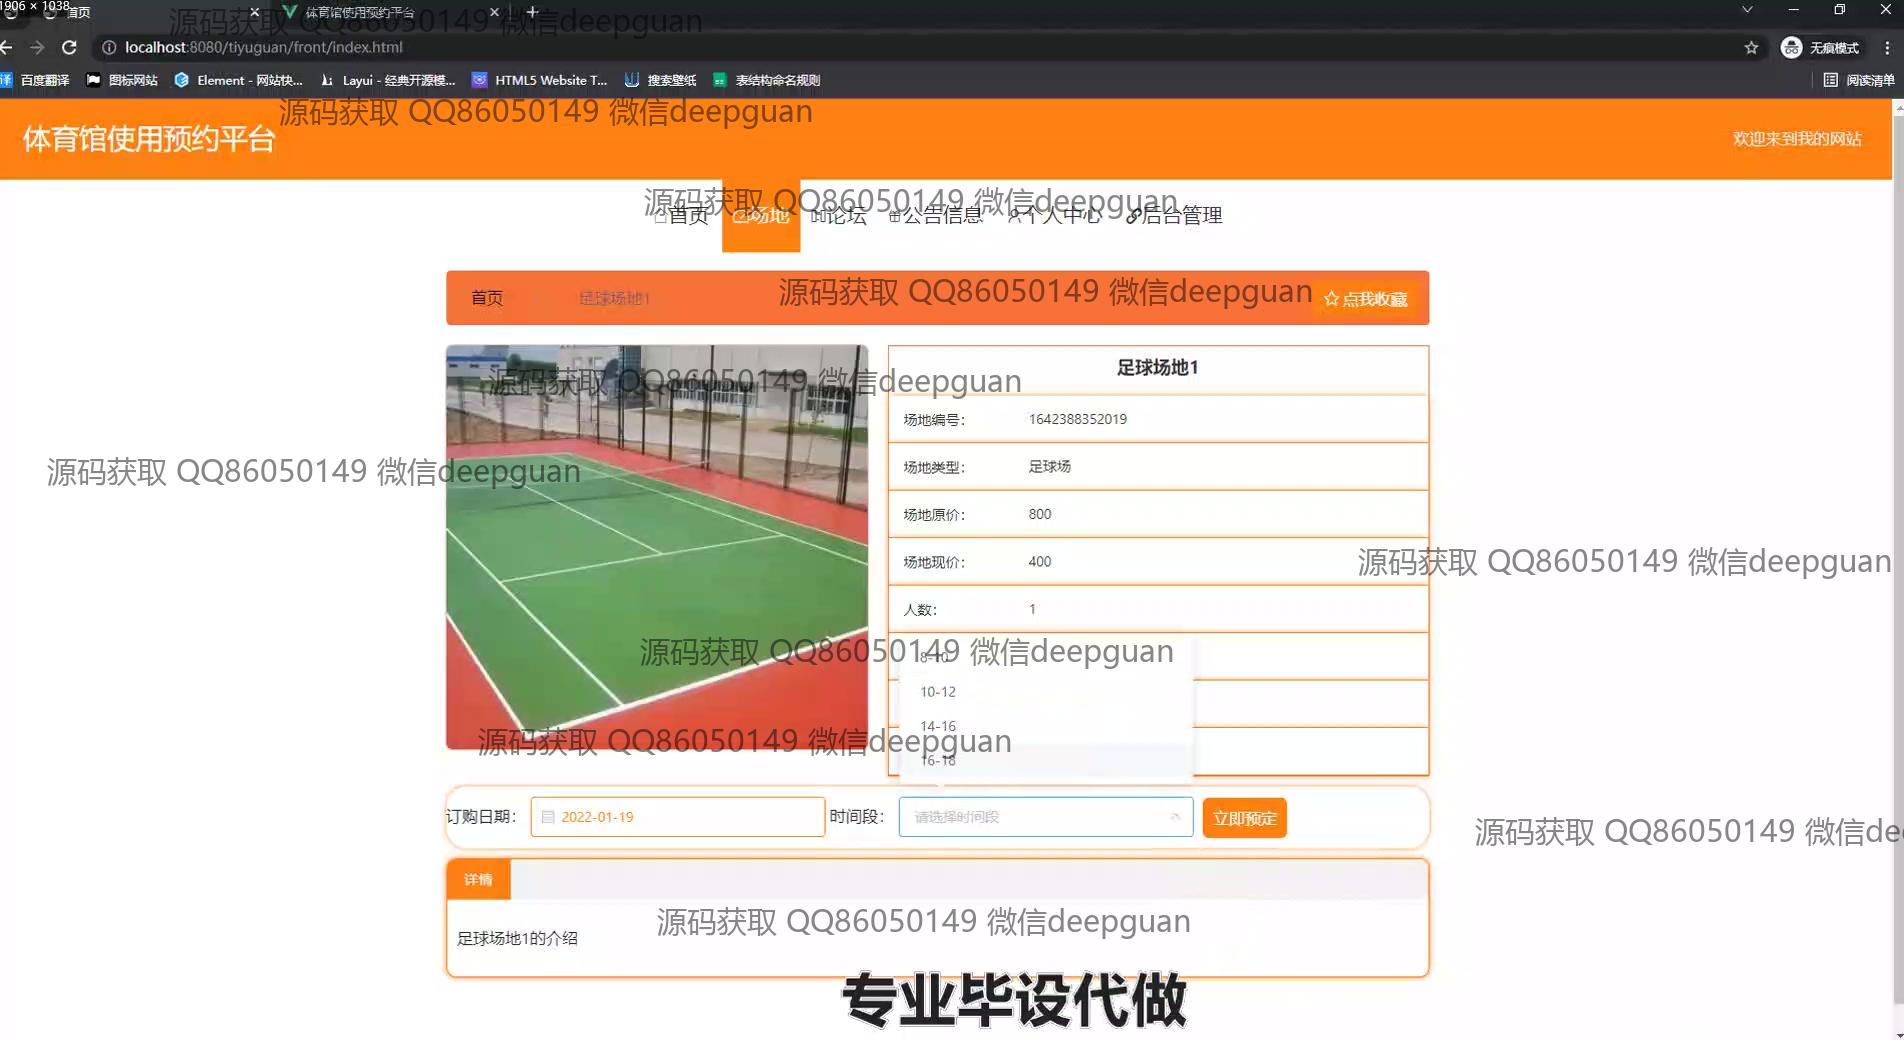 1906 × 1038
首页
体育馆使用预约平台
localhost:8080/tiyuguan/front/index.html
无痕模式
百度翻译
图标网站
Element - 网站快...
Layui - 经典开源模...
HTML5 Website T...
搜索壁纸
表结构命名规则
阅读清单
源码获取 QQ86050149 微信deepguan
源码获取 QQ86050149 微信deepguan
体育馆使用预约平台
欢迎来到我的网站
源码获取 QQ86050149 微信deepguan
首页
场地
论坛
公告信息
个人中心
后台管理
首页
足球场地1
源码获取 QQ86050149 微信deepguan
点我收藏
足球场地1
源码获取 QQ86050149 微信deepguan
场地编号: 1642388352019
源码获取 QQ86050149 微信deepguan
场地类型: 足球场
场地原价: 800
场地现价: 400
源码获取 QQ86050149 微信deepguan
人数: 1
源码获取 QQ86050149 微信deepguan
8-10
10-12
14-16
源码获取 QQ86050149 微信deepguan
16-18
订购日期: 2022-01-19
时间段: 请选择时间段
立即预定
源码获取 QQ86050149 微信de
详情
源码获取 QQ86050149 微信deepguan
足球场地1的介绍
专业毕设代做